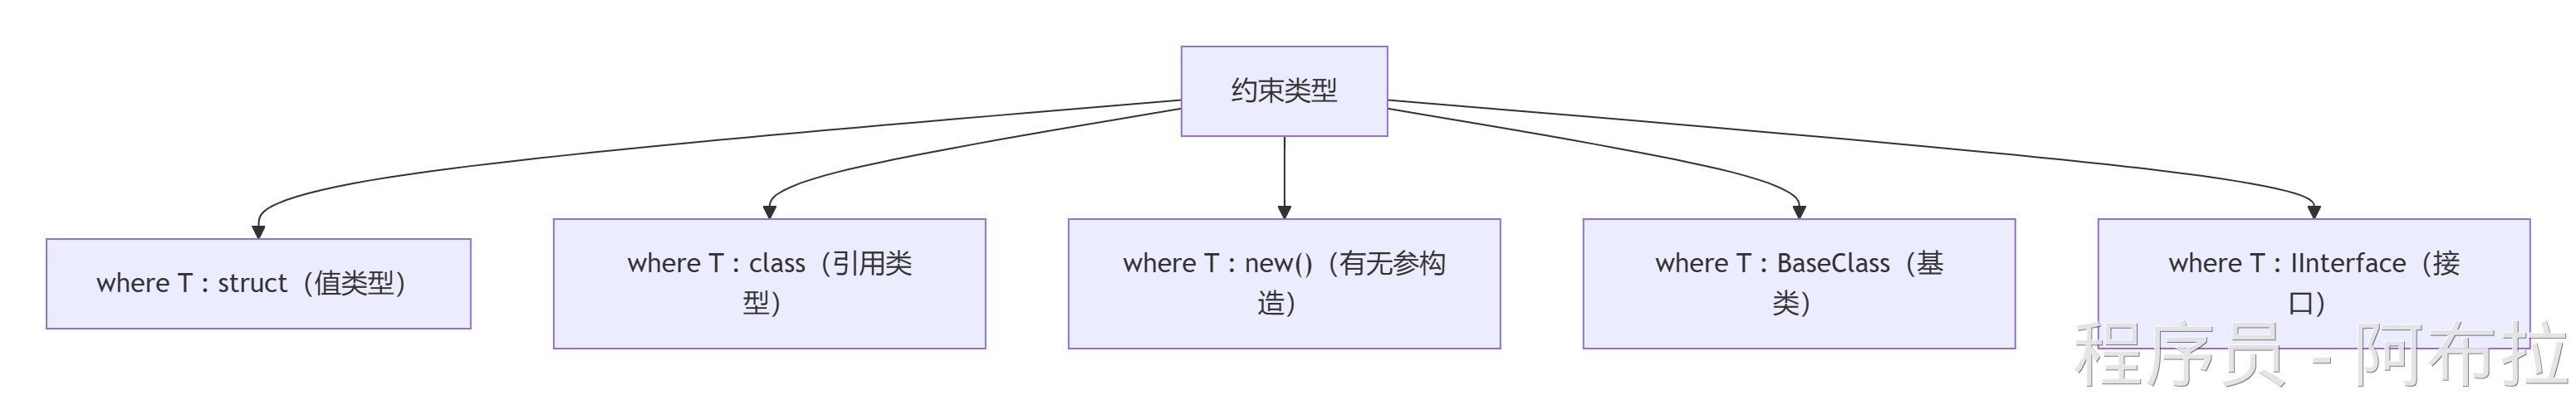 约束类型
where T : struct（值类型）
where T : class（引用类
型）
where T : new()（有无参构
造）
where T : BaseClass（基
类）
where T : IInterface（接
口）
程序员 - 阿布拉